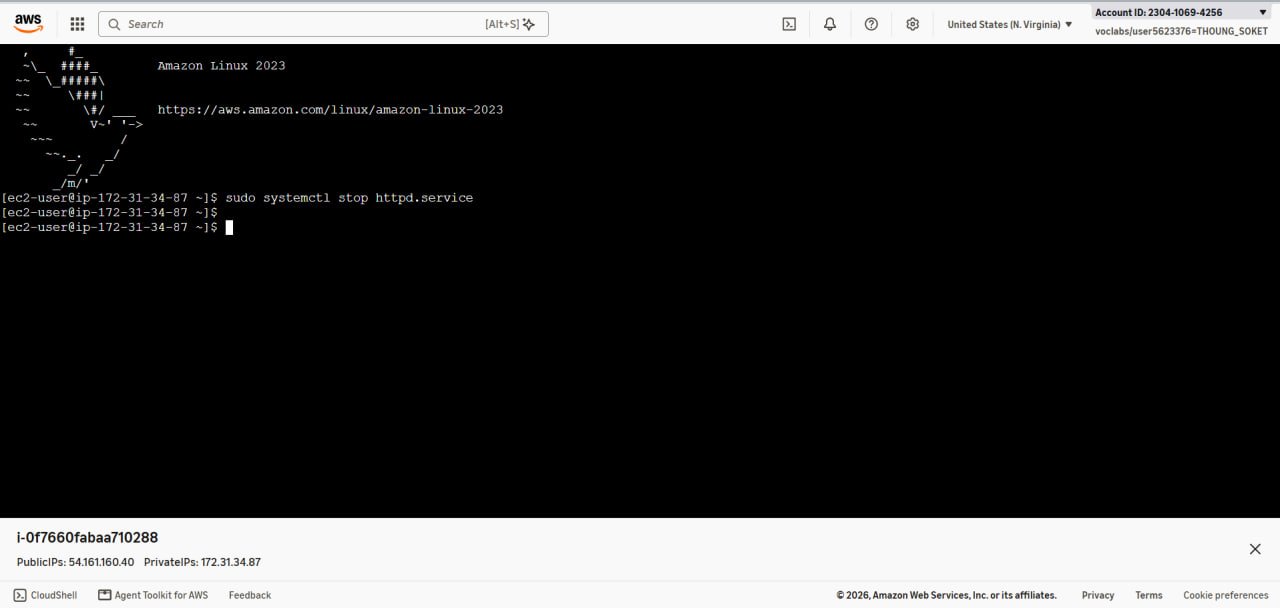 aws
Search [Alt+S]
United States (N. Virginia)
Account ID: 2304-1069-4256
voclabs/user5623376=THOUNG_SOKET
   ,     #_
   ~\_  ####_        Amazon Linux 2023
  ~~  \_#####\
  ~~     \###|
  ~~       \#/ ___   https://aws.amazon.com/linux/amazon-linux-2023
   ~~       V~' '->
    ~~~         /
      ~~._.   _/
         _/ _/
       _/m/'
[ec2-user@ip-172-31-34-87 ~]$ sudo systemctl stop httpd.service
[ec2-user@ip-172-31-34-87 ~]$
[ec2-user@ip-172-31-34-87 ~]$
i-0f7660fabaa710288
PublicIPs: 54.161.160.40 PrivateIPs: 172.31.34.87
CloudShell Agent Toolkit for AWS Feedback © 2026, Amazon Web Services, Inc. or its affiliates. Privacy Terms Cookie preferences